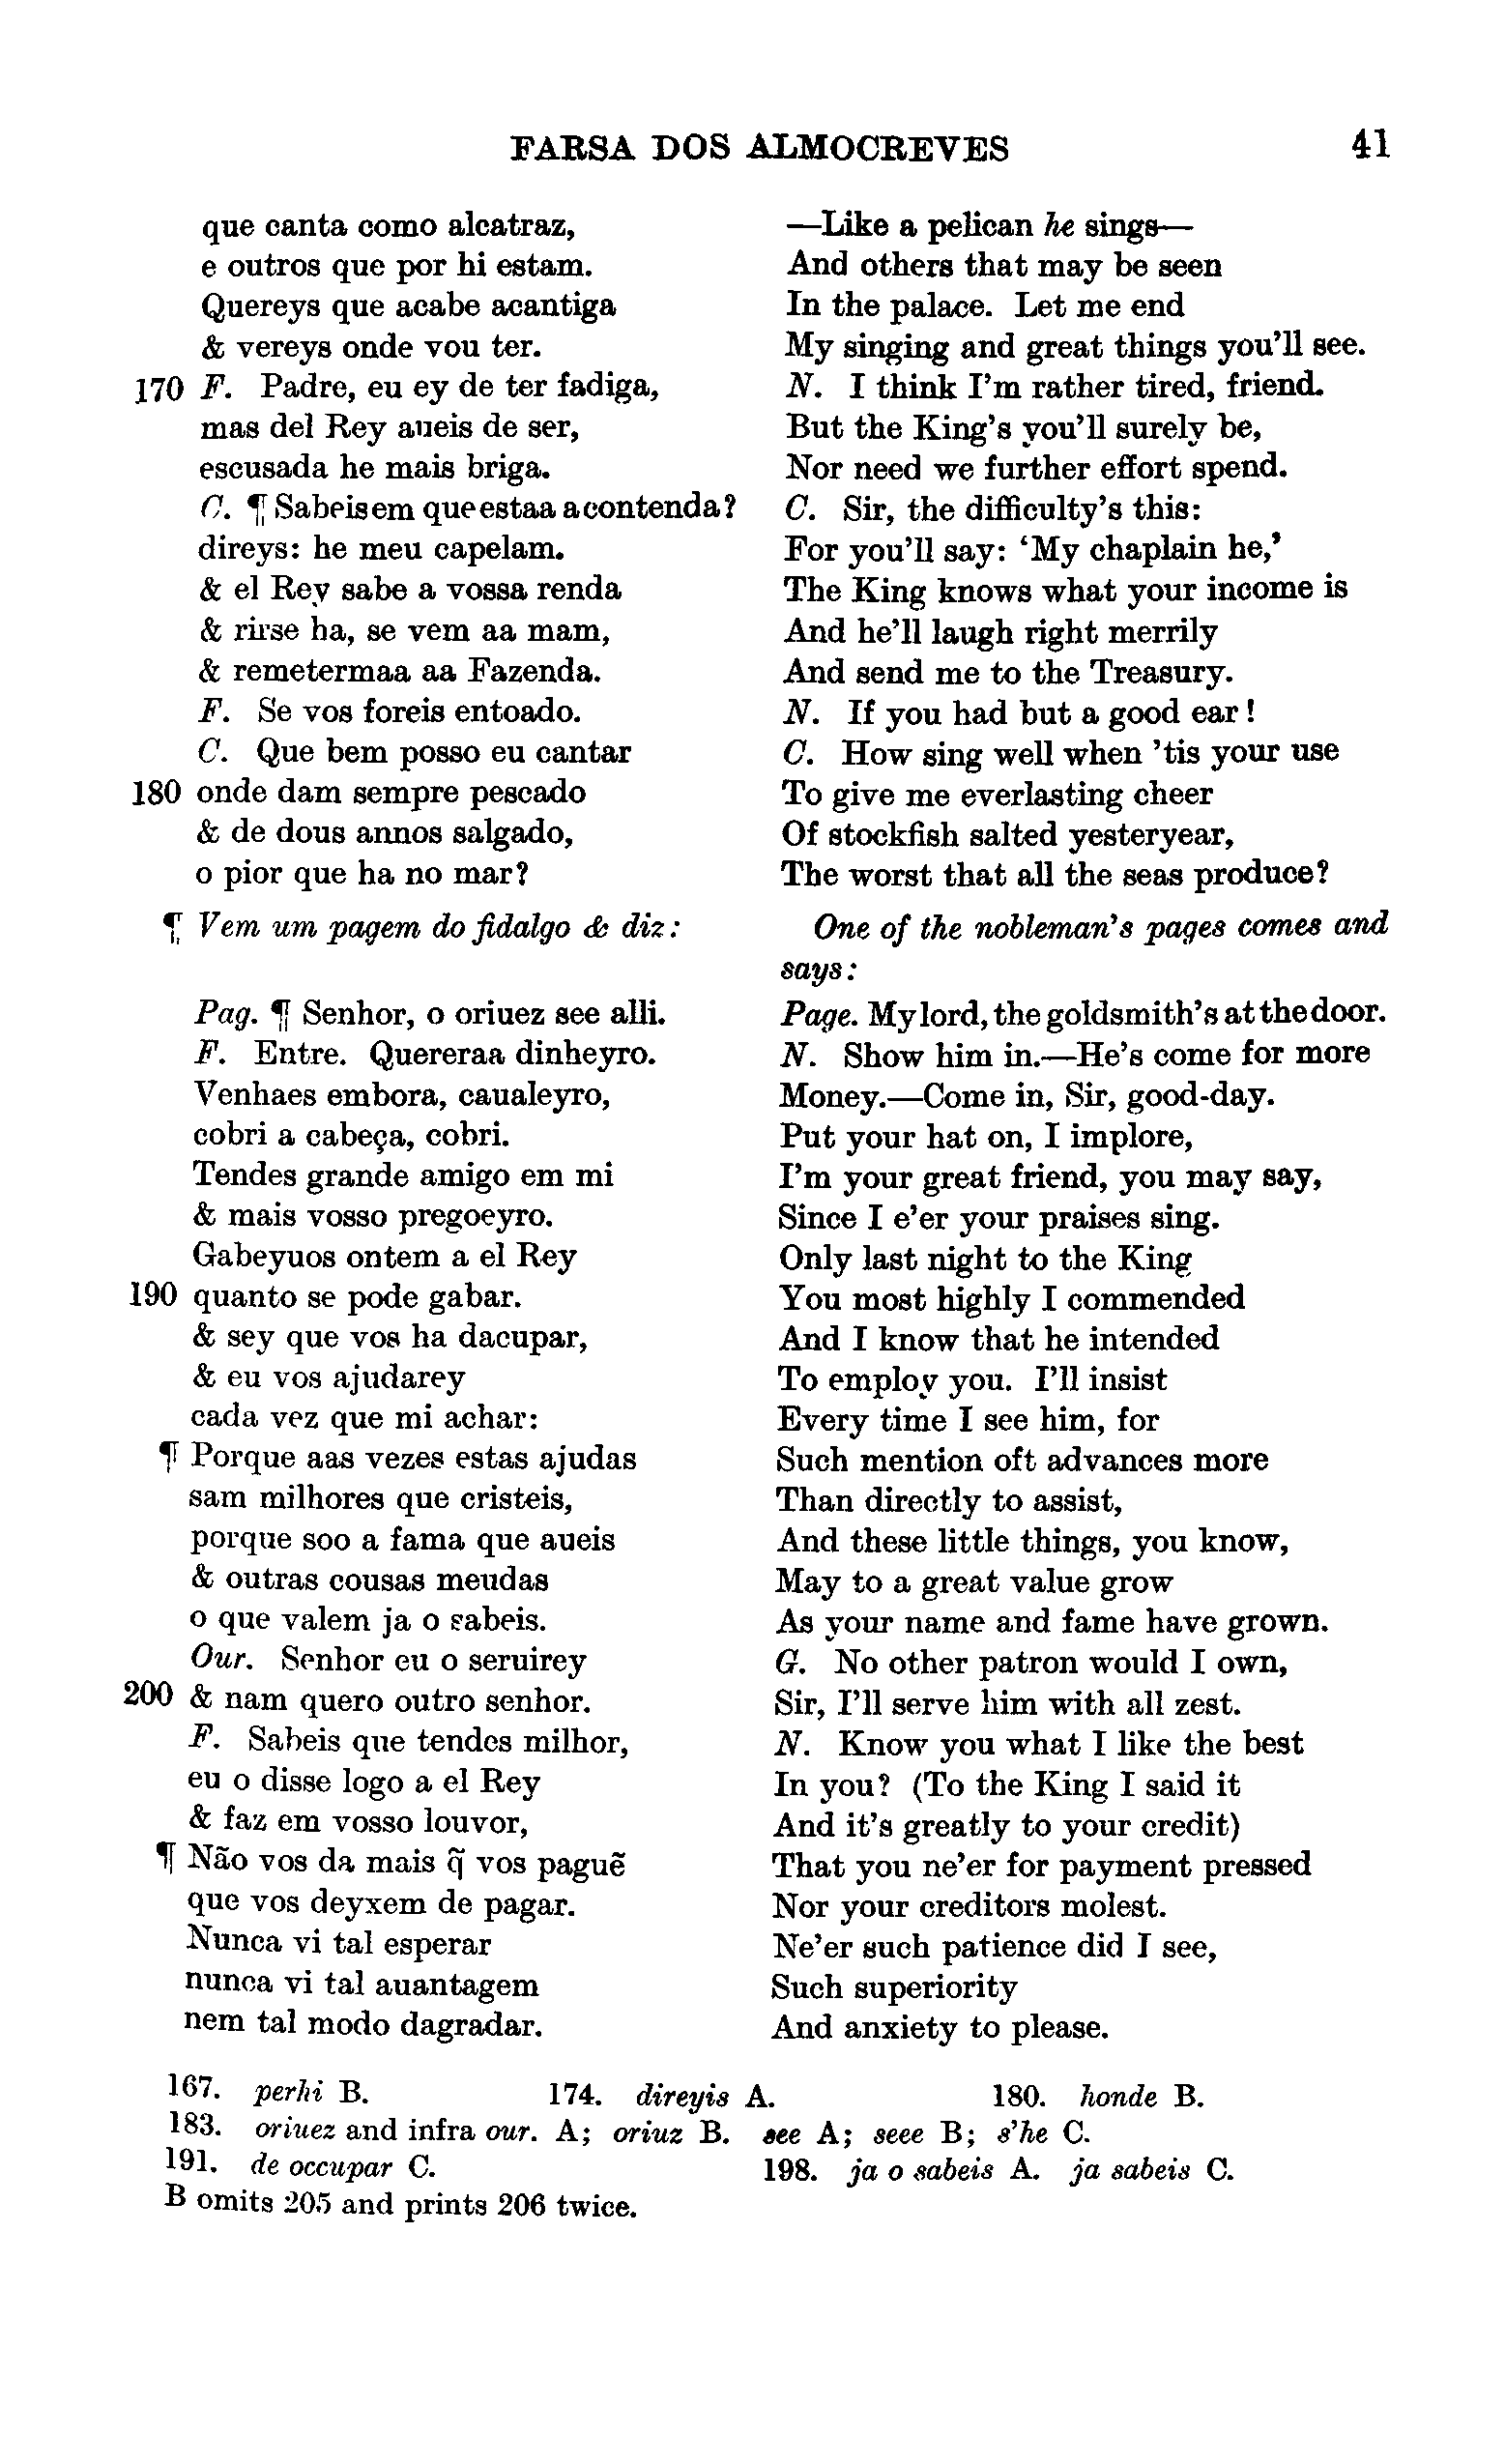 FARSA DOS ALMOCREVES 41
que canta como alcatraz,
e outros que por hi estam.
Quereys que acabe acantiga
& vereys onde vou ter.
170 F. Padre, eu ey de ter fadiga,
mas del Rey aueis de ser,
escusada he mais briga.
C. ¶ Sabeis em que estaa a contenda?
direys: he meu capelam.
& el Rey sabe a vossa renda
& rirse ha, se vem aa mam,
& remetermaa aa Fazenda.
F. Se vos foreis entoado.
C. Que bem posso eu cantar
180 onde dam sempre pescado
& de dous annos salgado,
o pior que ha no mar?
¶ Vem um pagem do fidalgo & diz:
Pag. ¶ Senhor, o oriuez see alli.
F. Entre. Quereraa dinheyro.
Venhaes embora, caualeyro,
cobri a cabeça, cobri.
Tendes grande amigo em mi
& mais vosso pregoeyro.
Gabeyuos ontem a el Rey
190 quanto se pode gabar.
& sey que vos ha dacupar,
& eu vos ajudarey
cada vez que mi achar:
¶ Porque aas vezes estas ajudas
sam milhores que cristeis,
porque soo a fama que aueis
& outras cousas meudas
o que valem ja o sabeis.
Our. Senhor eu o seruirey
200 & nam quero outro senhor.
F. Sabeis que tendes milhor,
eu o disse logo a el Rey
& faz em vosso louvor,
¶ Não vos da mais q̃ vos paguẽ
que vos deyxem de pagar.
Nunca vi tal esperar
nunca vi tal auantagem
nem tal modo dagradar.
—Like a pelican he sings—
And others that may be seen
In the palace. Let me end
My singing and great things you'll see.
N. I think I'm rather tired, friend.
But the King's you'll surely be,
Nor need we further effort spend.
C. Sir, the difficulty's this:
For you'll say: 'My chaplain he,'
The King knows what your income is
And he'll laugh right merrily
And send me to the Treasury.
N. If you had but a good ear!
C. How sing well when 'tis your use
To give me everlasting cheer
Of stockfish salted yesteryear,
The worst that all the seas produce?
One of the nobleman's pages comes and
says:
Page. My lord, the goldsmith's at the door.
N. Show him in.—He's come for more
Money.—Come in, Sir, good-day.
Put your hat on, I implore,
I'm your great friend, you may say,
Since I e'er your praises sing.
Only last night to the King
You most highly I commended
And I know that he intended
To employ you. I'll insist
Every time I see him, for
Such mention oft advances more
Than directly to assist,
And these little things, you know,
May to a great value grow
As your name and fame have grown.
G. No other patron would I own,
Sir, I'll serve him with all zest.
N. Know you what I like the best
In you? (To the King I said it
And it's greatly to your credit)
That you ne'er for payment pressed
Nor your creditors molest.
Ne'er such patience did I see,
Such superiority
And anxiety to please.
167. perhi B. 174. direyis A. 180. honde B.
183. oriuez and infra our. A; oriuz B. see A; seee B; s'he C.
191. de occupar C. 198. ja o sabeis A. ja sabeis C.
B omits 205 and prints 206 twice.